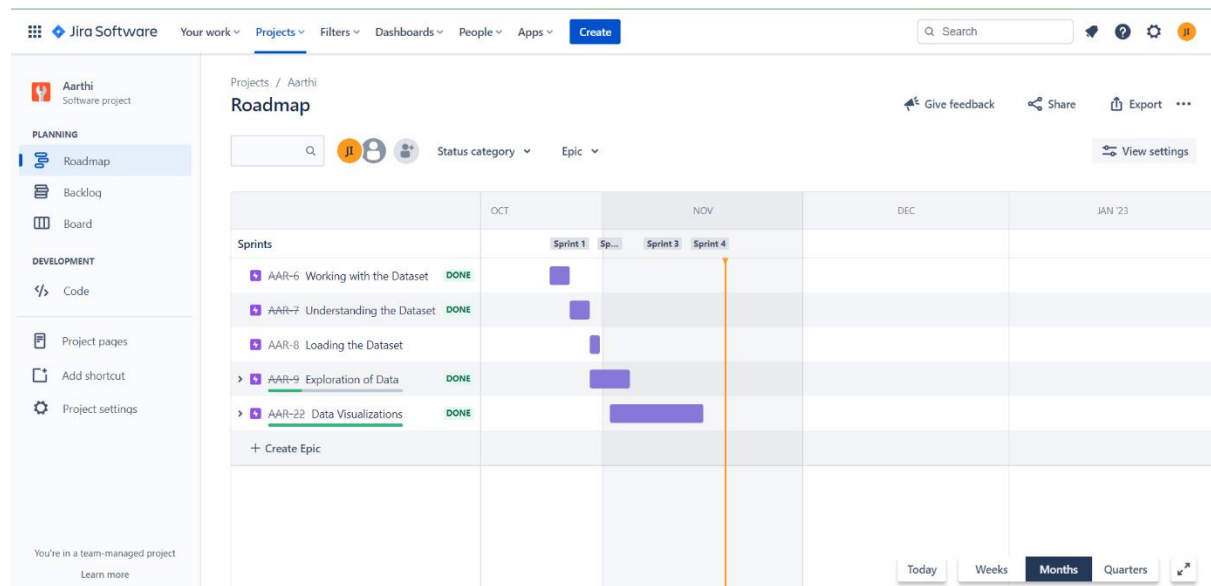 Jira Software Your work Projects Filters Dashboards People Apps Create Search JI
Aarthi
Software project
PLANNING
Roadmap
Backlog
Board
DEVELOPMENT
Code
Project pages
Add shortcut
Project settings
You're in a team-managed project
Learn more
Projects / Aarthi
Roadmap
Give feedback Share Export
JI Status category Epic View settings
OCT NOV DEC JAN '23
Sprints Sprint 1 Sp... Sprint 3 Sprint 4
AAR-6 Working with the Dataset DONE
AAR-7 Understanding the Dataset DONE
AAR-8 Loading the Dataset
AAR-9 Exploration of Data DONE
AAR-22 Data Visualizations DONE
+ Create Epic
Today Weeks Months Quarters